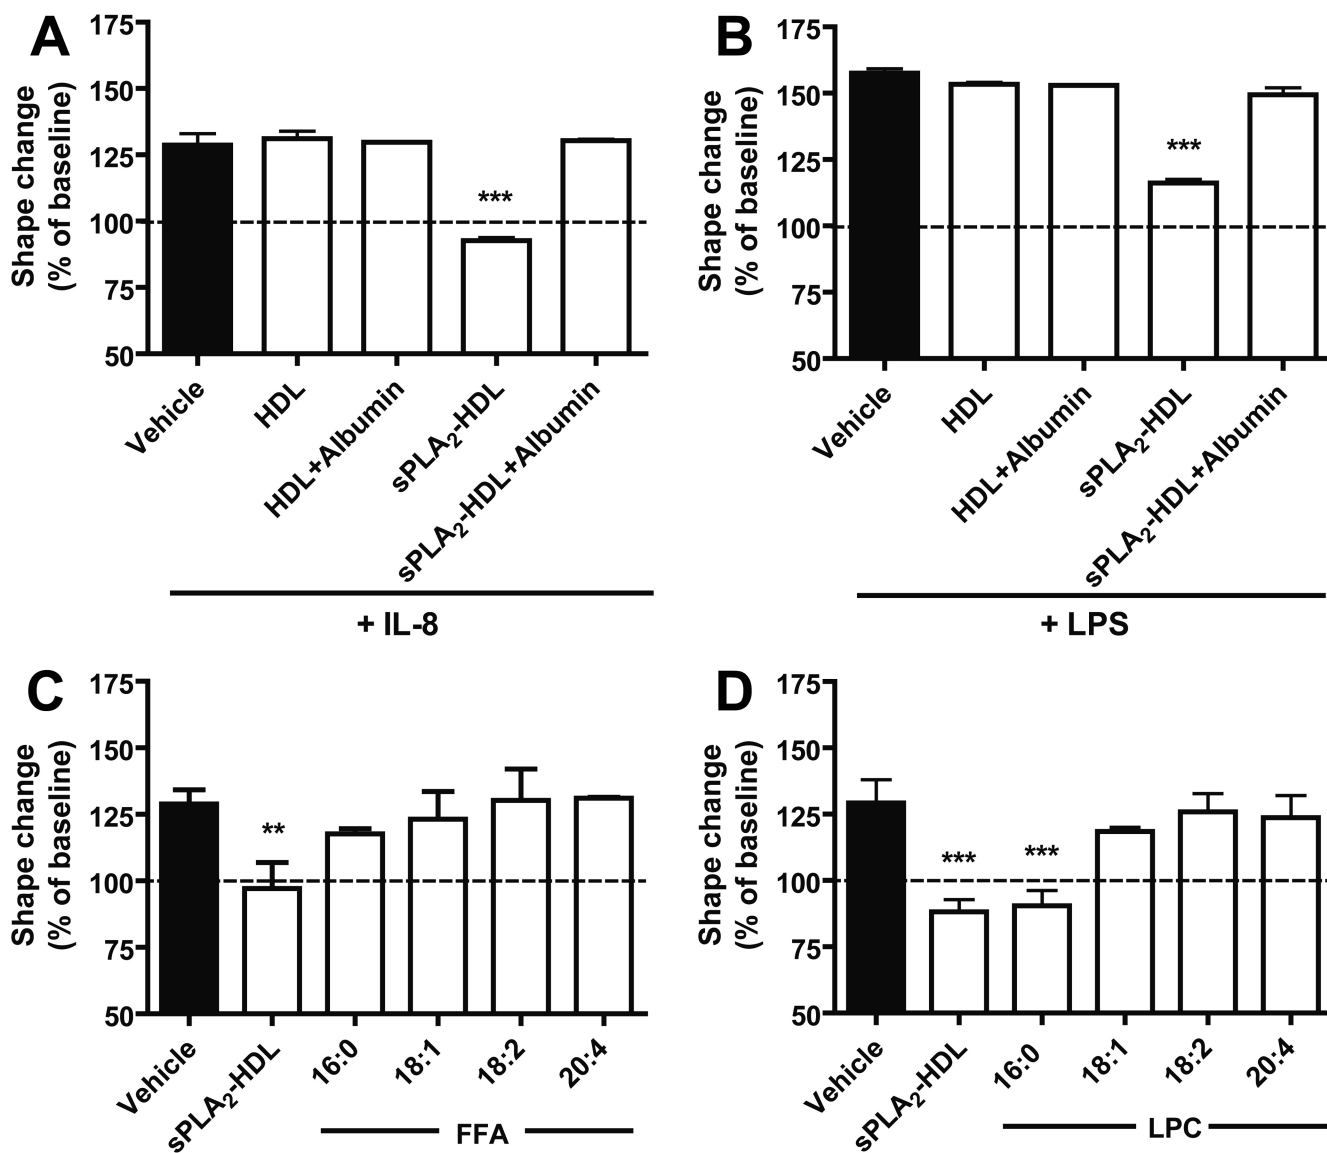 A
Shape change
(% of baseline)
175
150
125
100
75
50
***
Vehicle
HDL
HDL+Albumin
sPLA₂-HDL
sPLA₂-HDL+Albumin
+ IL-8
B
Shape change
(% of baseline)
175
150
125
100
75
50
***
Vehicle
HDL
HDL+Albumin
sPLA₂-HDL
sPLA₂-HDL+Albumin
+ LPS
C
Shape change
(% of baseline)
175
150
125
100
75
50
**
Vehicle
sPLA₂-HDL
16:0
18:1
18:2
20:4
FFA
D
Shape change
(% of baseline)
175
150
125
100
75
50
***
***
Vehicle
sPLA₂-HDL
16:0
18:1
18:2
20:4
LPC